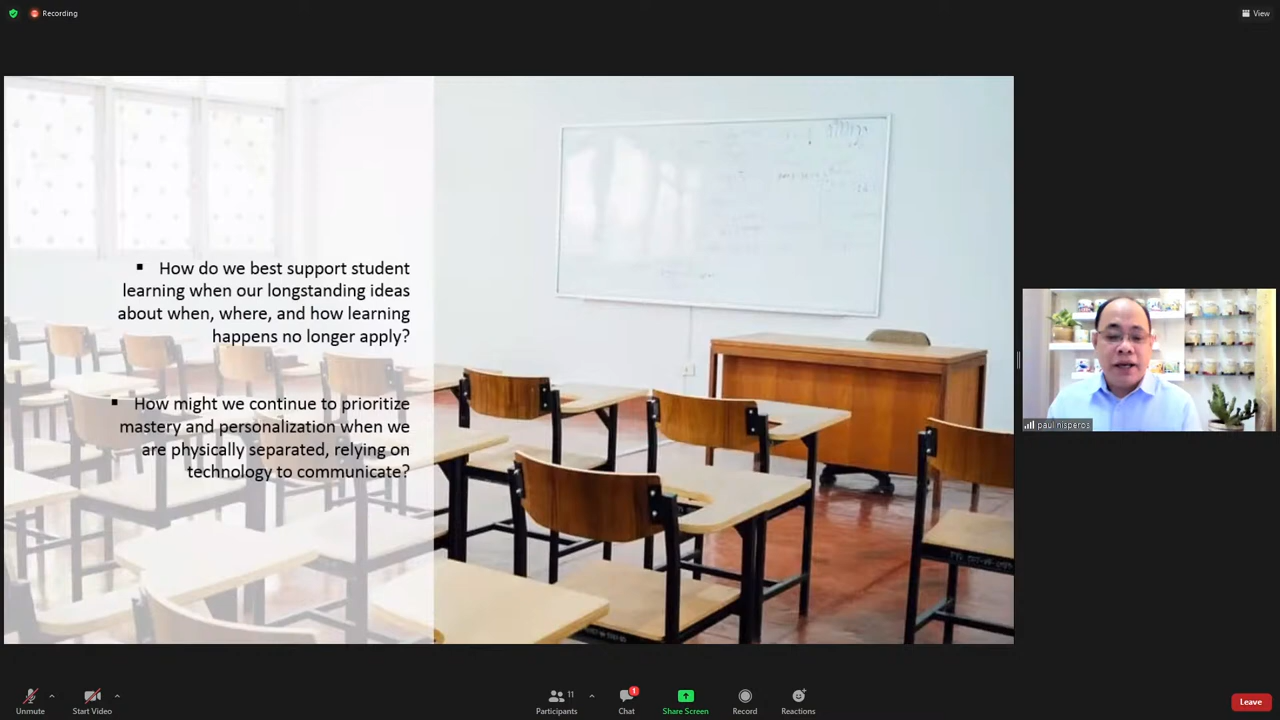 Recording
View
▪ How do we best support student
learning when our longstanding ideas
about when, where, and how learning
happens no longer apply?
▪ How might we continue to prioritize
mastery and personalization when we
are physically separated, relying on
technology to communicate?
paul nisperos
Unmute
Start Video
11
Participants
1
Chat
Share Screen
Record
Reactions
Leave